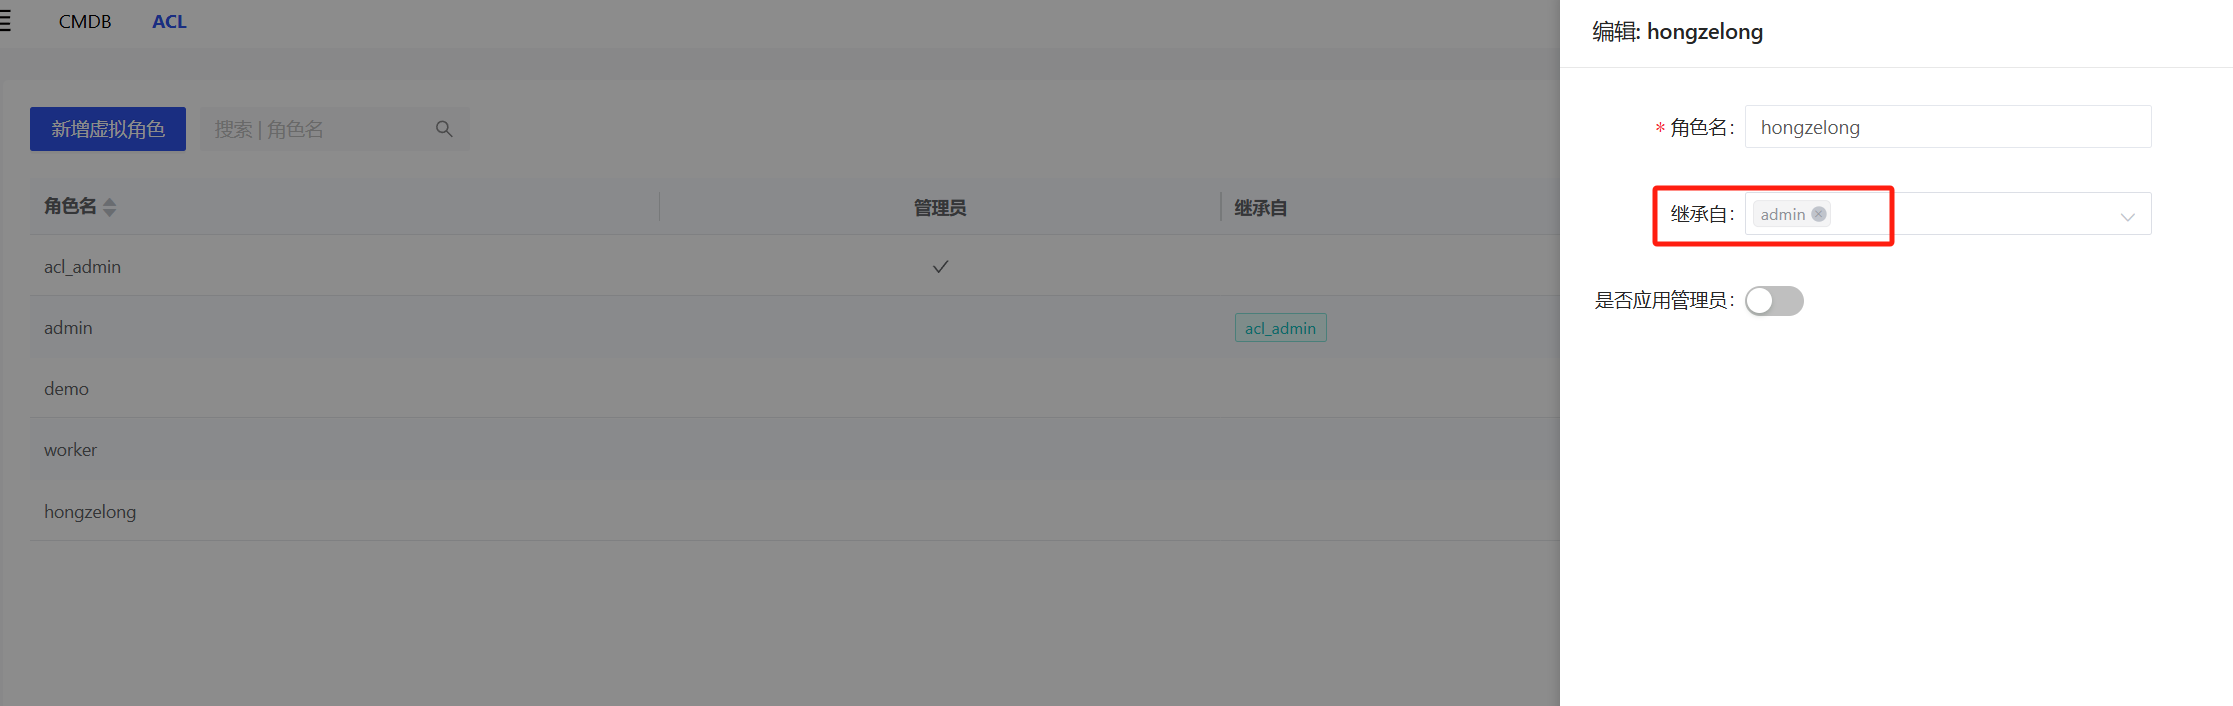 CMDB ACL
新增虚拟角色 搜索 | 角色名
角色名 管理员 继承自
acl_admin
admin acl_admin
demo
worker
hongzelong
编辑: hongzelong
* 角色名: hongzelong
继承自: admin
是否应用管理员: